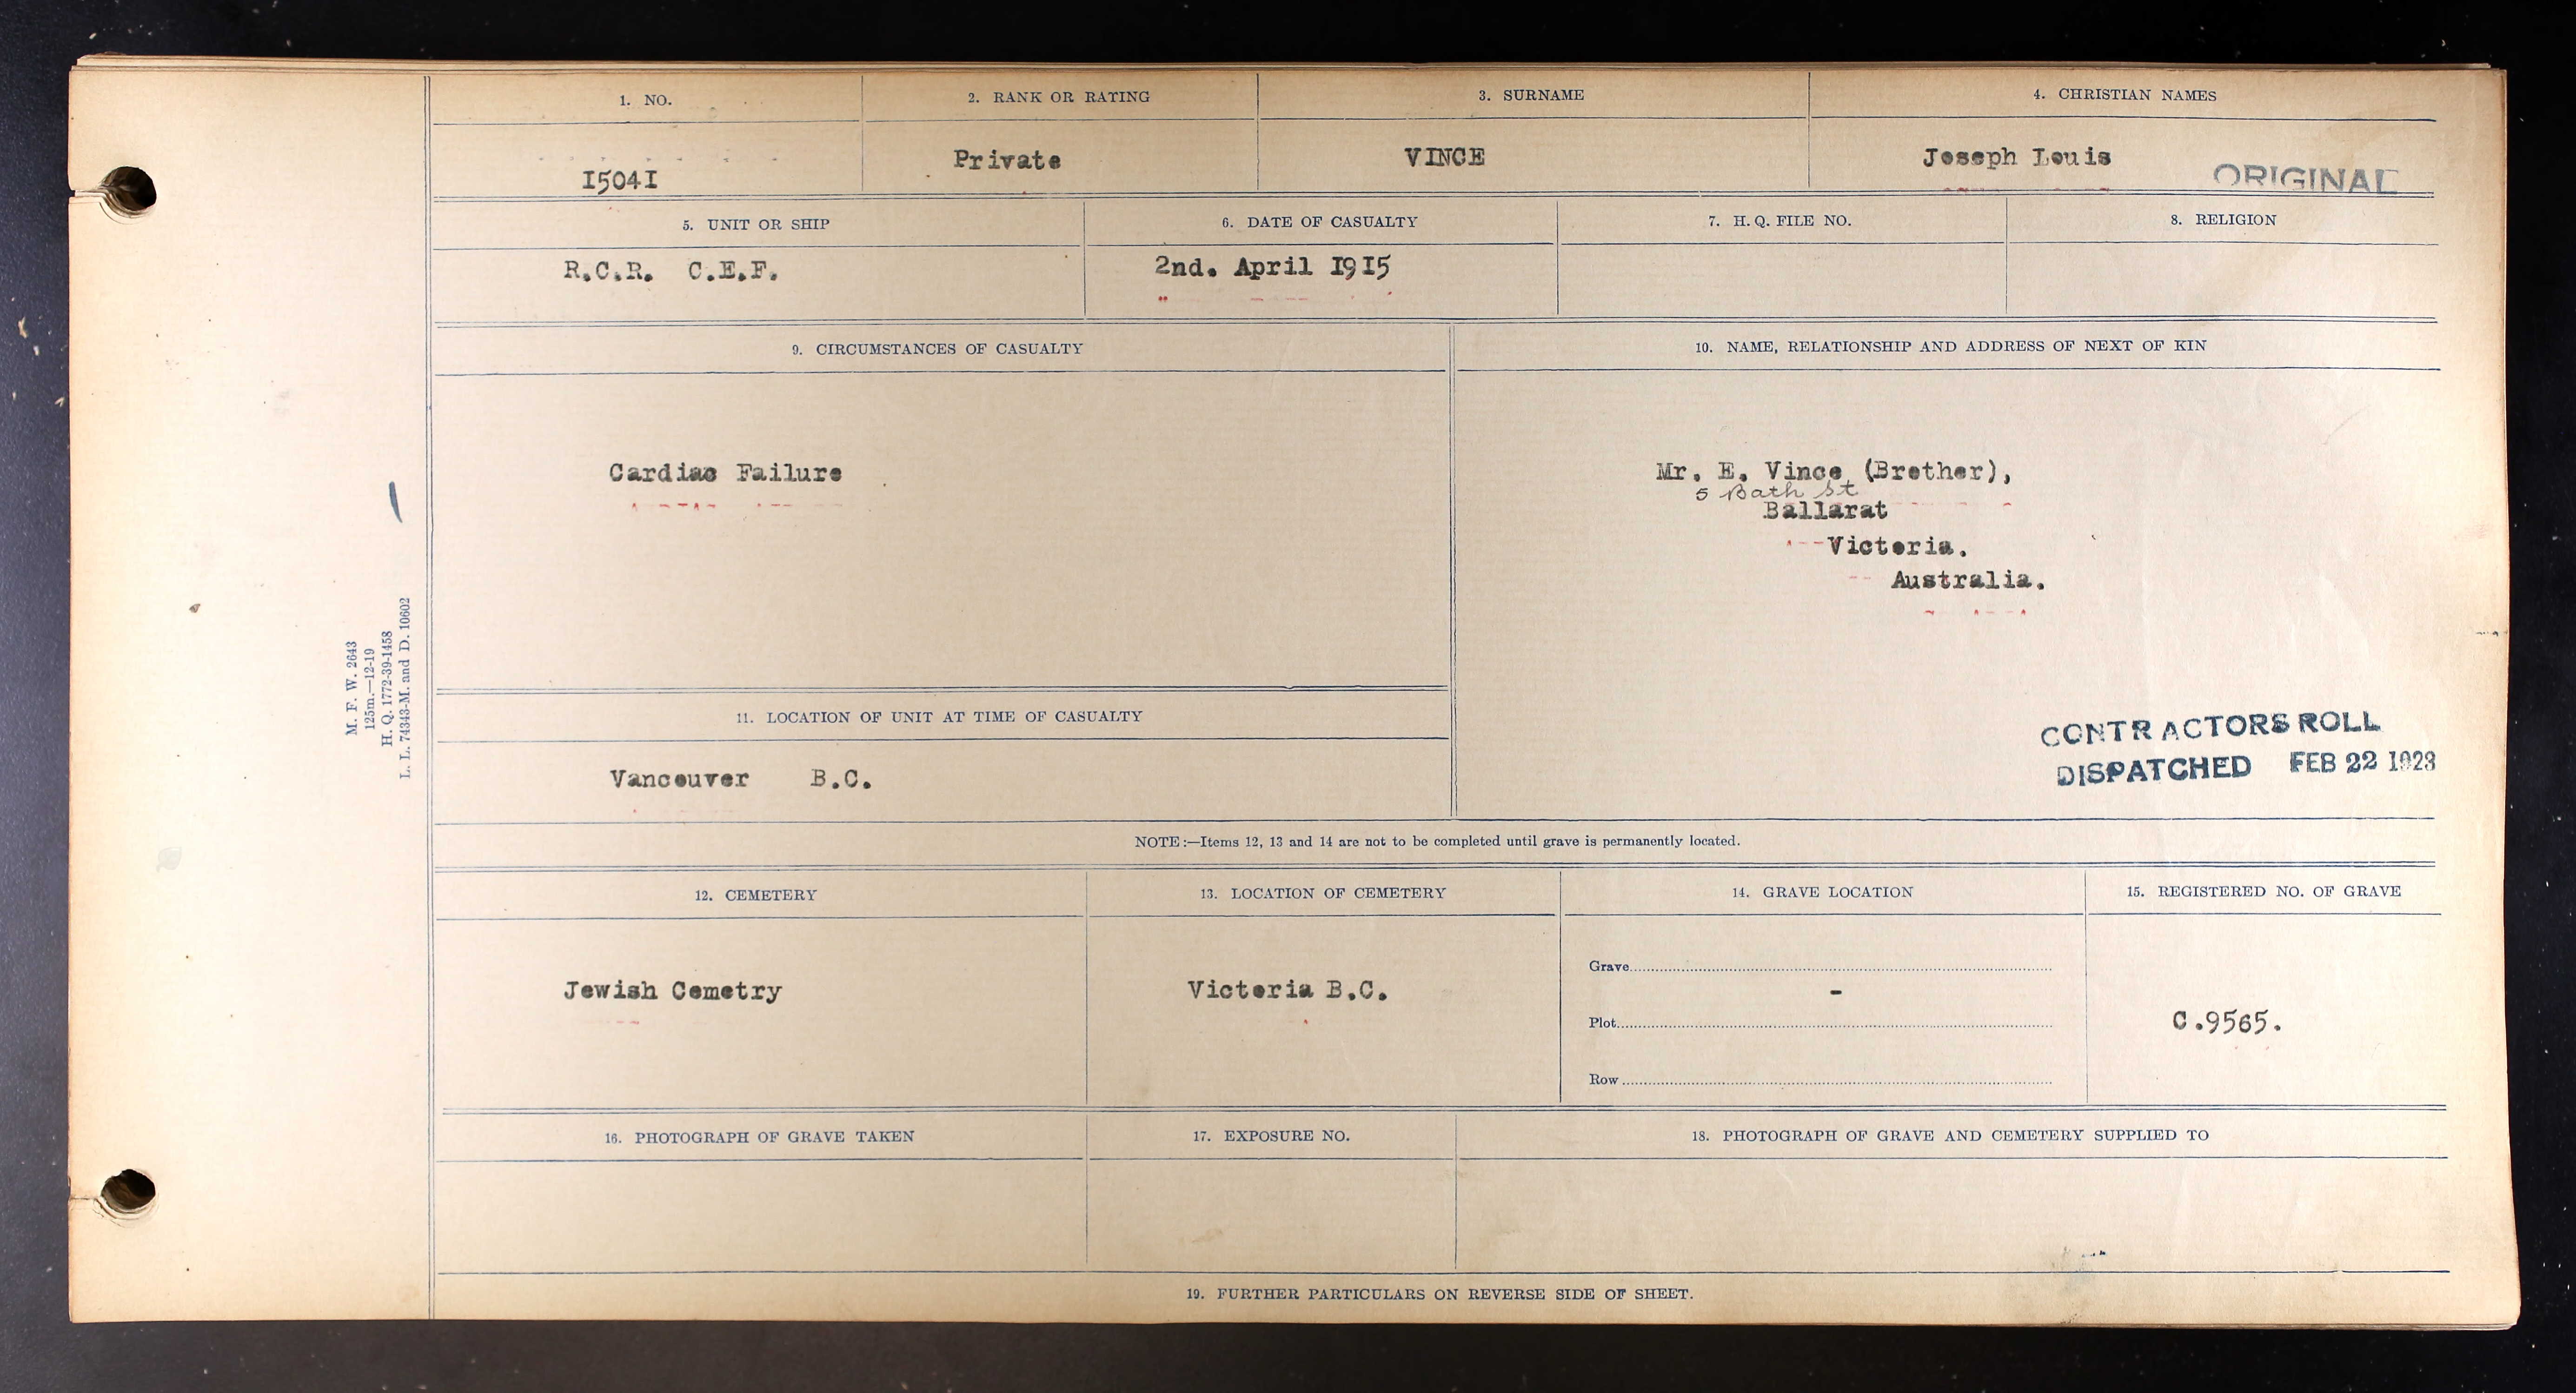 1. NO.
2. RANK OR RATING
3. SURNAME
4. CHRISTIAN NAMES
I504I
Private
VINCE
Joseph Louis
ORIGINAL
5. UNIT OR SHIP
6. DATE OF CASUALTY
7. H. Q. FILE NO.
8. RELIGION
R.C.R. C.E.F.
2nd. April I9I5
9. CIRCUMSTANCES OF CASUALTY
10. NAME, RELATIONSHIP AND ADDRESS OF NEXT OF KIN
Cardiac Failure
Mr. E. Vince (Brother),
5 Bath St
Ballarat
Victoria.
Australia.
11. LOCATION OF UNIT AT TIME OF CASUALTY
Vancouver B.C.
CONTRACTORS ROLL
DISPATCHED FEB 22 1923
NOTE:—Items 12, 13 and 14 are not to be completed until grave is permanently located.
12. CEMETERY
13. LOCATION OF CEMETERY
14. GRAVE LOCATION
15. REGISTERED NO. OF GRAVE
Jewish Cemetry
Victoria B.C.
Grave
-
Plot
Row
C.9565.
16. PHOTOGRAPH OF GRAVE TAKEN
17. EXPOSURE NO.
18. PHOTOGRAPH OF GRAVE AND CEMETERY SUPPLIED TO
19. FURTHER PARTICULARS ON REVERSE SIDE OF SHEET.
M. F. W. 2643
125m.—12-19
H. Q. 1772-39-1458
L. L. 74343-M. and D. 10602